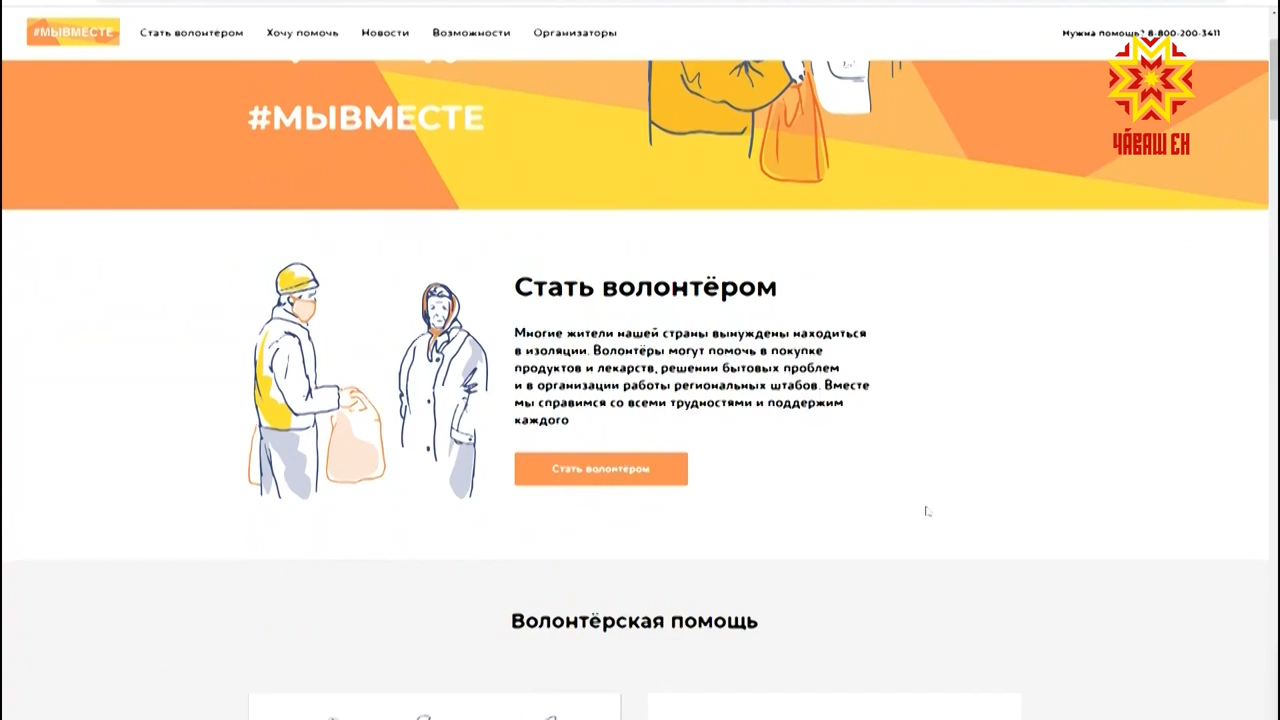 #МЫВМЕСТЕ
Стать волонтером
Хочу помочь
Новости
Возможности
Организаторы
Нужна помощь? 8-800-200-3411
ЧӐВАШ ЕН
#МЫВМЕСТЕ
Стать волонтёром
Многие жители нашей страны вынуждены находиться
в изоляции. Волонтёры могут помочь в покупке
продуктов и лекарств, решении бытовых проблем
и в организации работы региональных штабов. Вместе
мы справимся со всеми трудностями и поддержим
каждого
Стать волонтером
Волонтёрская помощь